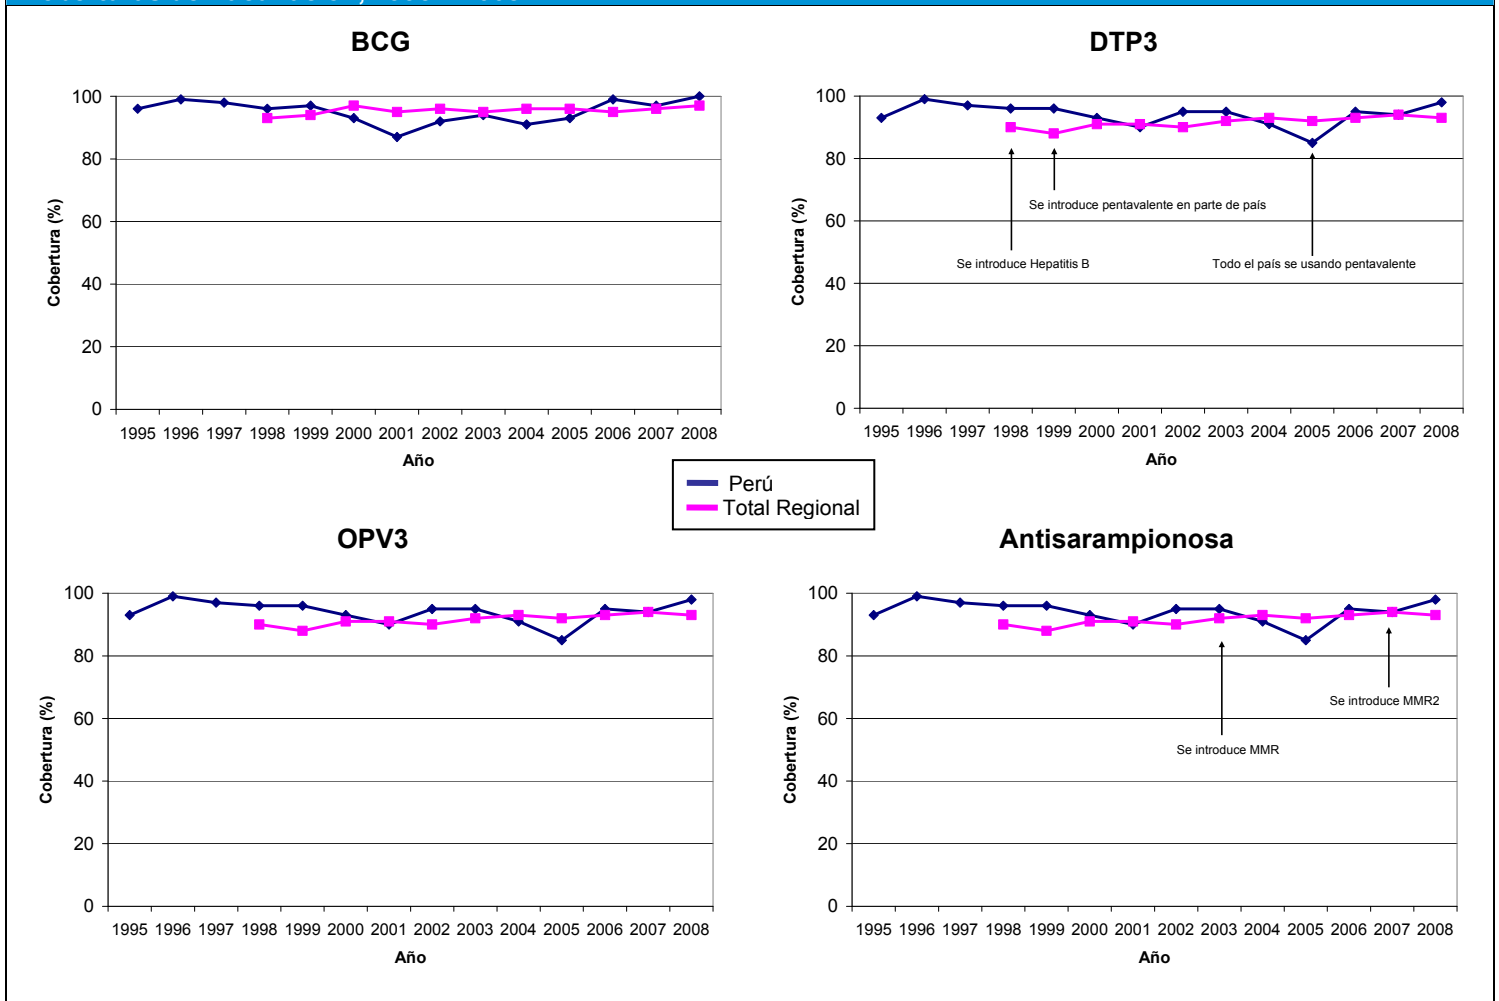 BCG
100
80
60
40
20
0
Cobertura (%)
1995 1996 1997 1998 1999 2000 2001 2002 2003 2004 2005 2006 2007 2008
Año
DTP3
100
80
60
40
20
0
Cobertura (%)
Se introduce pentavalente en parte de país
Se introduce Hepatitis B
Todo el país se usando pentavalente
1995 1996 1997 1998 1999 2000 2001 2002 2003 2004 2005 2006 2007 2008
Año
Perú
Total Regional
OPV3
100
80
60
40
20
0
Cobertura (%)
1995 1996 1997 1998 1999 2000 2001 2002 2003 2004 2005 2006 2007 2008
Año
Antisarampionosa
100
80
60
40
20
0
Cobertura (%)
Se introduce MMR2
Se introduce MMR
1995 1996 1997 1998 1999 2000 2001 2002 2003 2004 2005 2006 2007 2008
Año